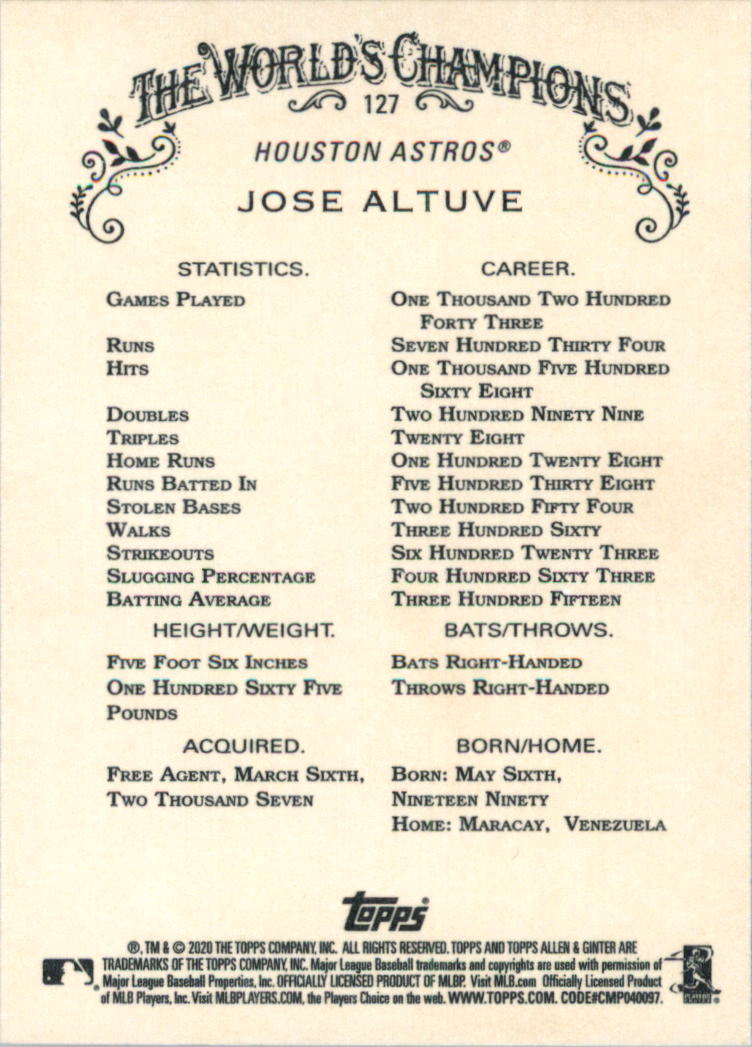 THE WORLD'S CHAMPIONS
127
HOUSTON ASTROS®
JOSE ALTUVE
STATISTICS. CAREER.
GAMES PLAYED ONE THOUSAND TWO HUNDRED
FORTY THREE
RUNS SEVEN HUNDRED THIRTY FOUR
HITS ONE THOUSAND FIVE HUNDRED
SIXTY EIGHT
DOUBLES TWO HUNDRED NINETY NINE
TRIPLES TWENTY EIGHT
HOME RUNS ONE HUNDRED TWENTY EIGHT
RUNS BATTED IN FIVE HUNDRED THIRTY EIGHT
STOLEN BASES TWO HUNDRED FIFTY FOUR
WALKS THREE HUNDRED SIXTY
STRIKEOUTS SIX HUNDRED TWENTY THREE
SLUGGING PERCENTAGE FOUR HUNDRED SIXTY THREE
BATTING AVERAGE THREE HUNDRED FIFTEEN
HEIGHT/WEIGHT. BATS/THROWS.
FIVE FOOT SIX INCHES BATS RIGHT-HANDED
ONE HUNDRED SIXTY FIVE THROWS RIGHT-HANDED
POUNDS
ACQUIRED. BORN/HOME.
FREE AGENT, MARCH SIXTH, BORN: MAY SIXTH,
TWO THOUSAND SEVEN NINETEEN NINETY
HOME: MARACAY, VENEZUELA
topps®
®, TM & © 2020 THE TOPPS COMPANY, INC. ALL RIGHTS RESERVED. TOPPS AND TOPPS ALLEN & GINTER ARE
TRADEMARKS OF THE TOPPS COMPANY, INC. Major League Baseball trademarks and copyrights are used with permission of
Major League Baseball Properties, Inc. OFFICIALLY LICENSED PRODUCT OF MLBP. Visit MLB.com Officially Licensed Product
of MLB Players, Inc. Visit MLBPLAYERS.COM, the Players Choice on the web. WWW.TOPPS.COM. CODE#CMP040097.